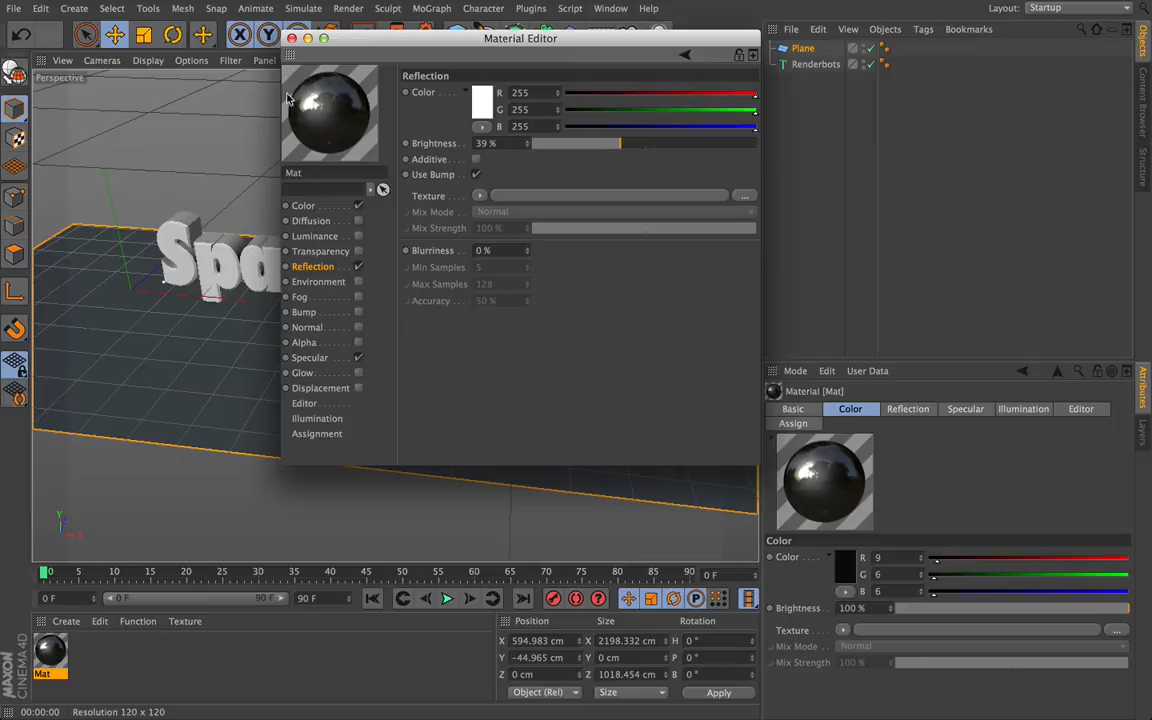 File Edit Create Select Tools Mesh Snap Animate Simulate Render Sculpt MoGraph Character Plugins Script Window Help Layout: Startup
X Y
Material Editor
File Edit View Objects Tags Bookmarks
View Cameras Display Options Filter Panel
Perspective
Plane
Renderbots
Reflection
Color . . . . R 255
G 255
B 255
Brightness . . 39 %
Additive . . . .
Use Bump . .
Texture . . . . ...
Mix Mode . . Normal
Mix Strength . 100 %
Blurriness . . 0 %
Min Samples . 5
Max Samples 128
Accuracy . . . 50 %
Mat
Color . . . . . . .
Diffusion . . . .
Luminance . . . .
Transparency . .
Reflection . . . .
Environment . . .
Fog . . . . . . . .
Bump . . . . . . .
Normal . . . . . .
Alpha . . . . . . .
Specular . . . . .
Glow . . . . . . .
Displacement . .
Editor . . . . . .
Illumination
Assignment
Spa
Y
Z X
Objects
Content Browser
Structure
Mode Edit User Data
Material [Mat]
Basic Color Reflection Specular Illumination Editor
Assign
Color
Color . . . . R 9
G 6
B 6
Brightness . . 100 %
Texture . . . . ...
Mix Mode . . Normal
Mix Strength . 100 %
Attributes
Layers
0 5 10 15 20 25 30 35 40 45 50 55 60 65 70 75 80 85 90 0 F
0 F 0 F 90 F 90 F
P
Create Edit Function Texture
Mat
Position Size Rotation
X 594.983 cm X 2198.332 cm H 0 °
Y -44.965 cm Y 0 cm P 0 °
Z 0 cm Z 1018.454 cm B 0 °
Object (Rel) Size Apply
MAXON
CINEMA 4D
00:00:00 Resolution 120 x 120